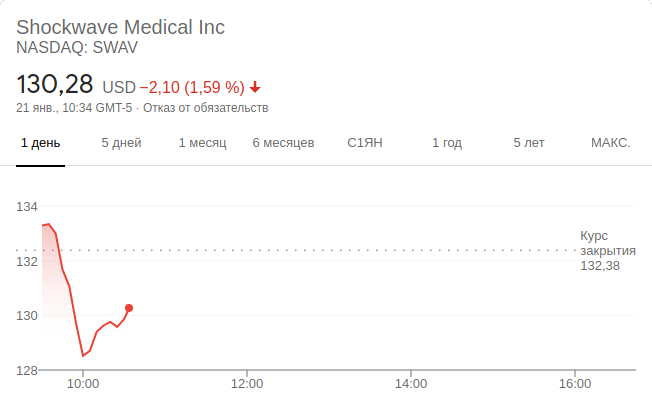 Shockwave Medical Inc
NASDAQ: SWAV
130,28 USD −2,10 (1,59 %)
21 янв., 10:34 GMT-5 · Отказ от обязательств
1 день 5 дней 1 месяц 6 месяцев С1ЯН 1 год 5 лет МАКС.
134
Курс
закрытия
132,38
132
130
128
10:00 12:00 14:00 16:00